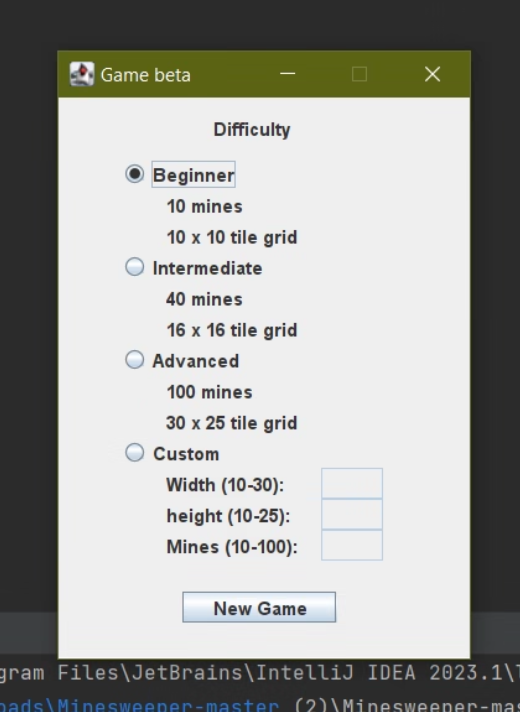 Game beta
Difficulty
Beginner
10 mines
10 x 10 tile grid
Intermediate
40 mines
16 x 16 tile grid
Advanced
100 mines
30 x 25 tile grid
Custom
Width (10-30):
height (10-25):
Mines (10-100):
New Game
gram Files\JetBrains\IntelliJ IDEA 2023.1\
oads\Minesweeper-master (2)\Minesweeper-mas